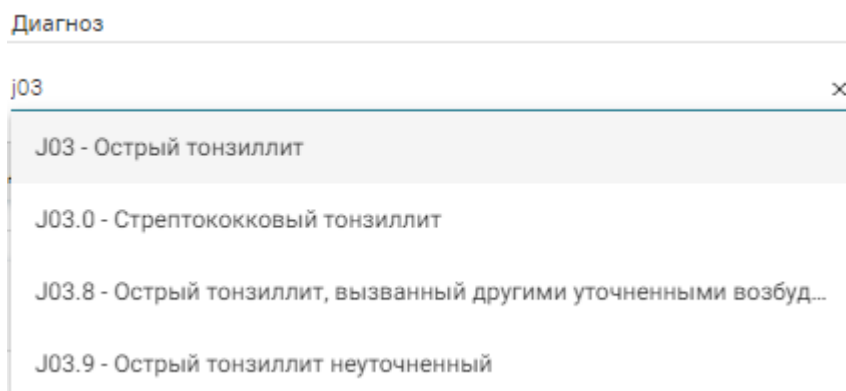 Диагноз
j03
J03 - Острый тонзиллит
J03.0 - Стрептококковый тонзиллит
J03.8 - Острый тонзиллит, вызванный другими уточненными возбуд...
J03.9 - Острый тонзиллит неуточненный